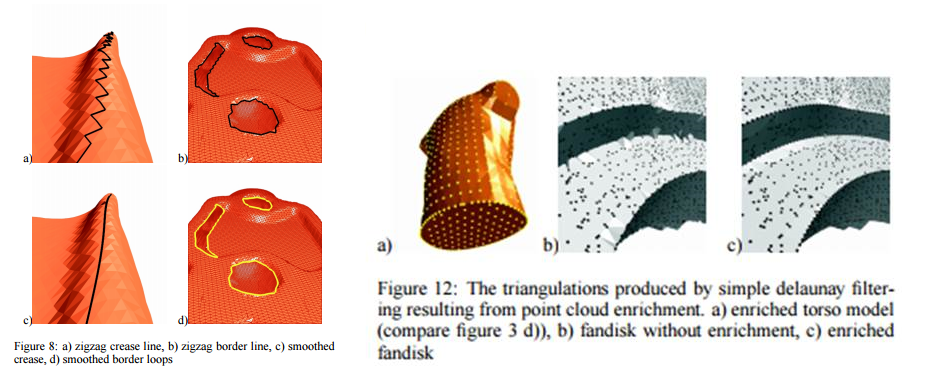 a)
b)
c)
d)
Figure 8: a) zigzag crease line, b) zigzag border line, c) smoothed
crease, d) smoothed border loops
a)
b)
c)
Figure 12: The triangulations produced by simple delaunay filter-
ing resulting from point cloud enrichment. a) enriched torso model
(compare figure 3 d)), b) fandisk without enrichment, c) enriched
fandisk